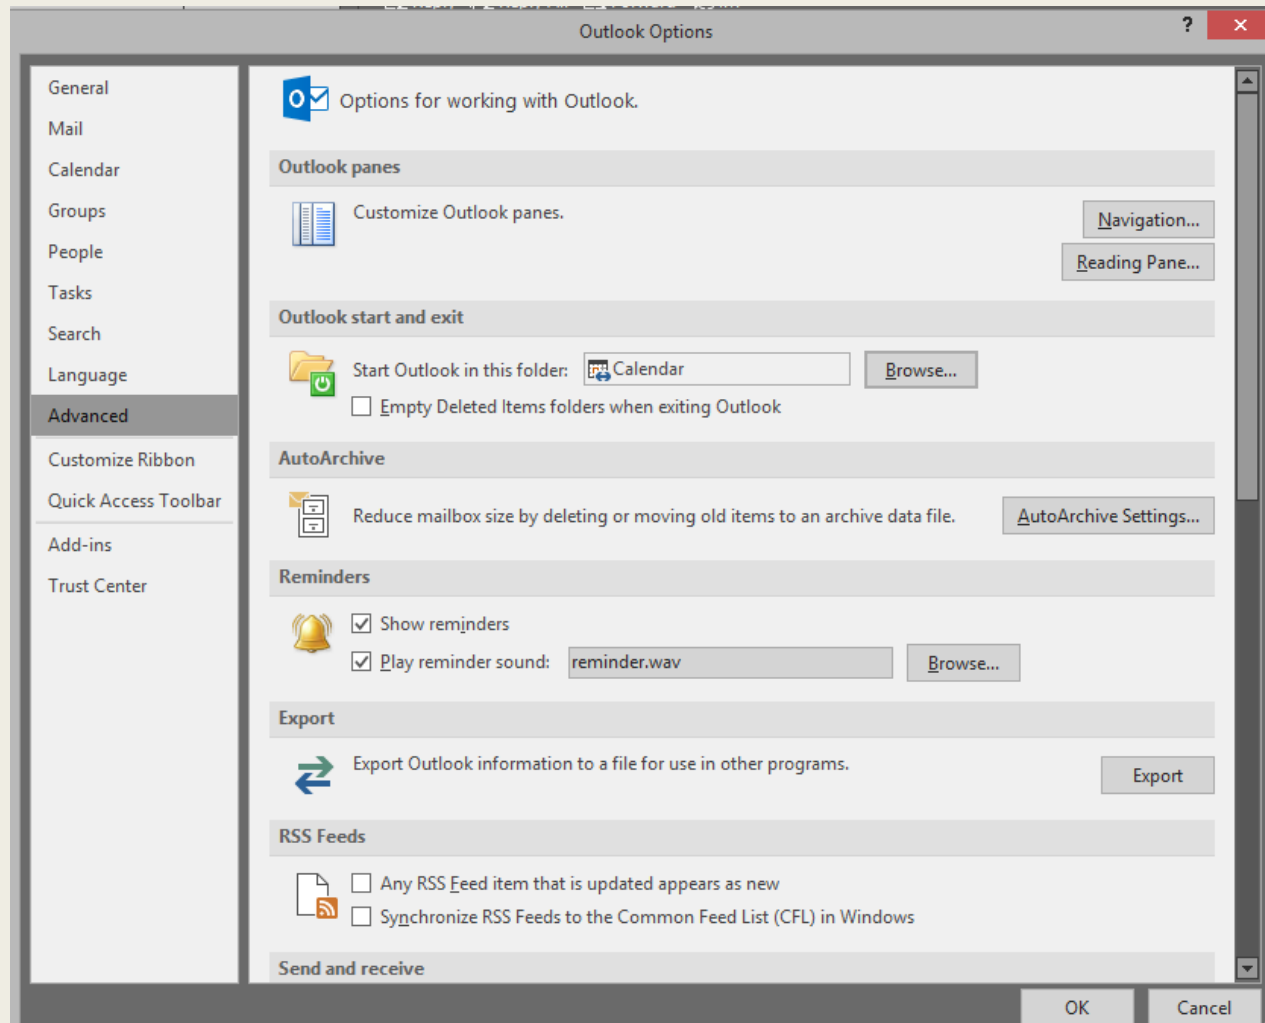 Outlook Options
?
General
Mail
Calendar
Groups
People
Tasks
Search
Language
Advanced
Customize Ribbon
Quick Access Toolbar
Add-ins
Trust Center
Options for working with Outlook.
Outlook panes
Customize Outlook panes.
Navigation...
Reading Pane...
Outlook start and exit
Start Outlook in this folder: Calendar Browse...
Empty Deleted Items folders when exiting Outlook
AutoArchive
Reduce mailbox size by deleting or moving old items to an archive data file. AutoArchive Settings...
Reminders
Show reminders
Play reminder sound: reminder.wav Browse...
Export
Export Outlook information to a file for use in other programs.
Export
RSS Feeds
Any RSS Feed item that is updated appears as new
Synchronize RSS Feeds to the Common Feed List (CFL) in Windows
Send and receive
OK Cancel